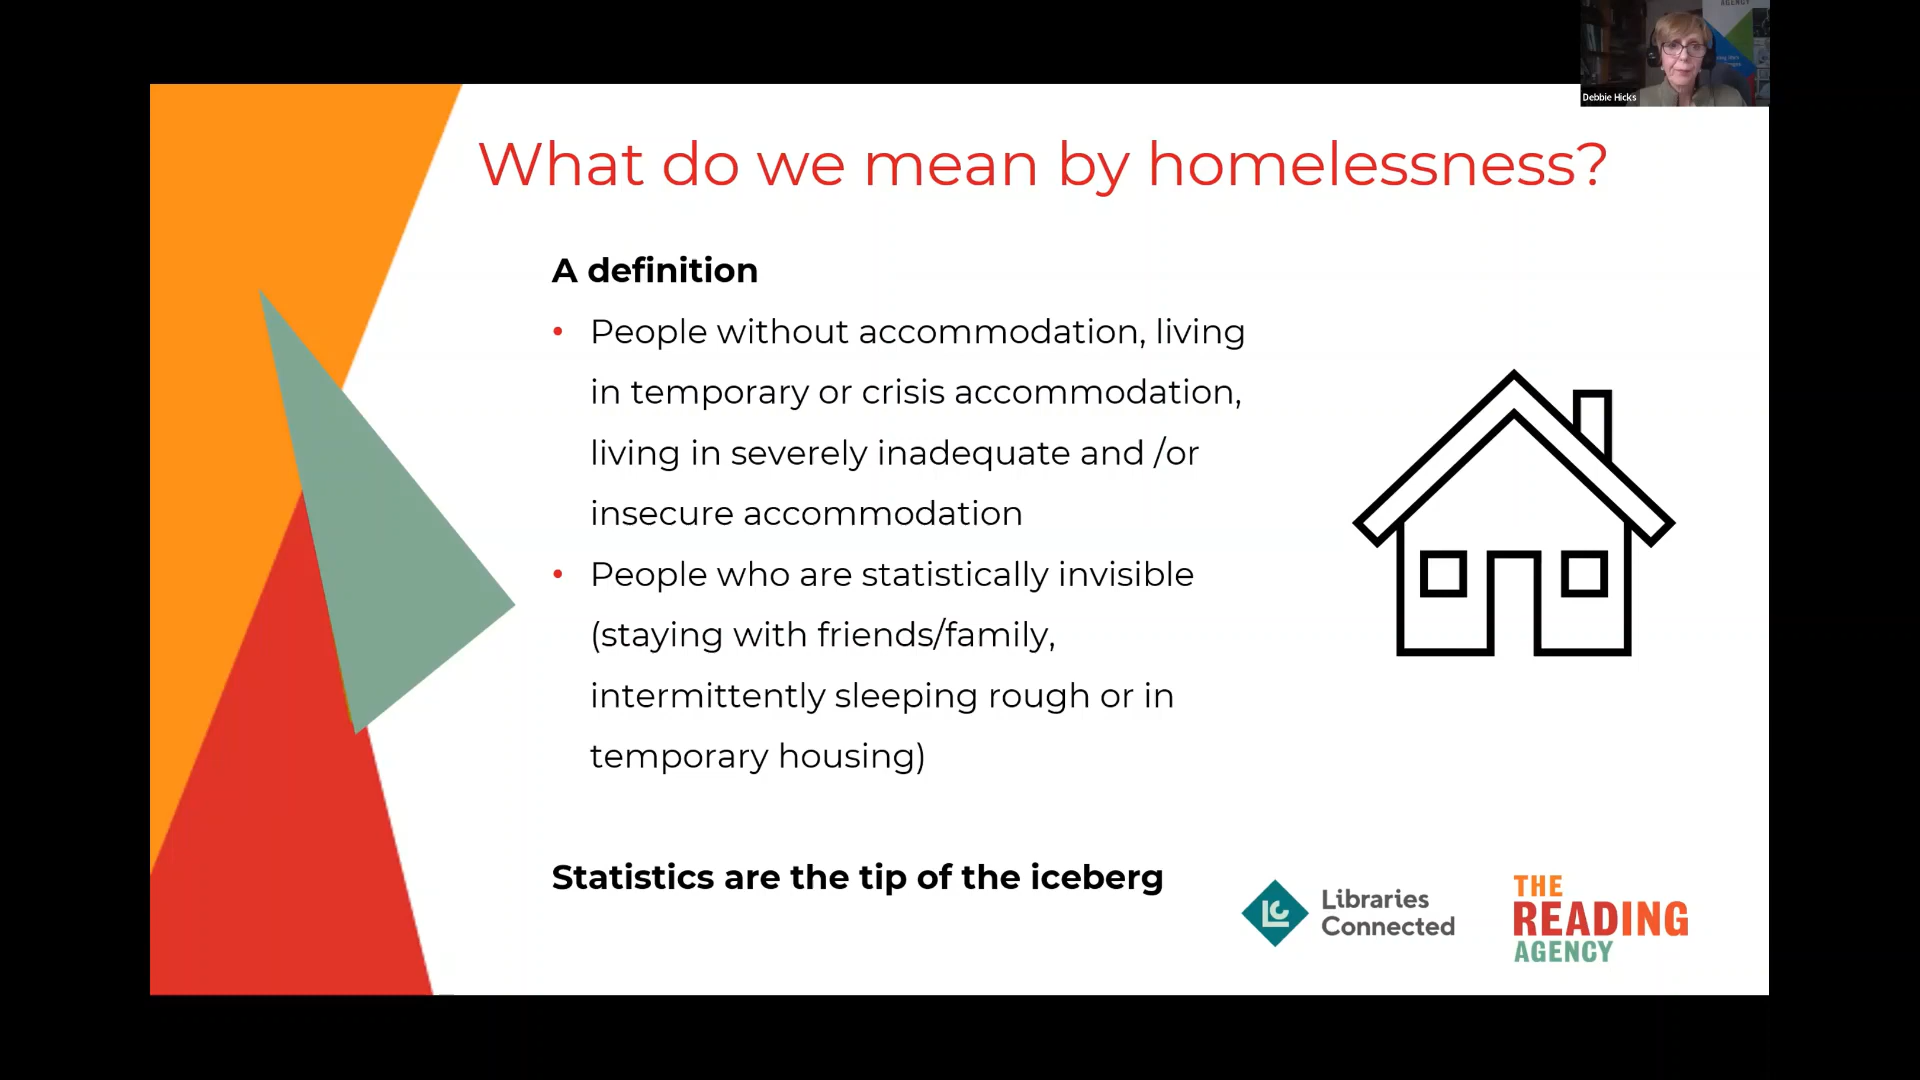 AGENCY
Debbie Hicks
What do we mean by homelessness?
A definition
• People without accommodation, living
in temporary or crisis accommodation,
living in severely inadequate and /or
insecure accommodation
• People who are statistically invisible
(staying with friends/family,
intermittently sleeping rough or in
temporary housing)
Statistics are the tip of the iceberg
LC Libraries
Connected
THE
READING
AGENCY